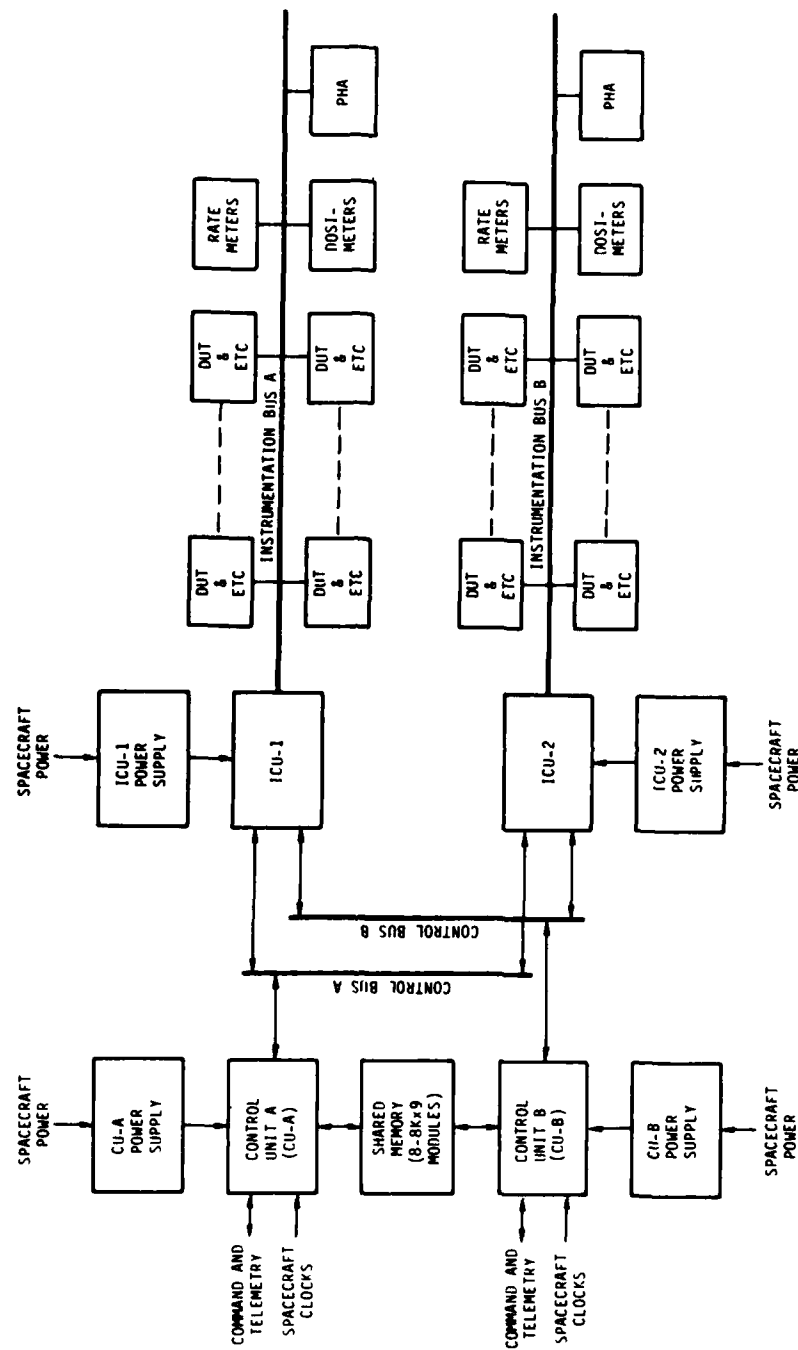 SPACECRAFT
POWER
CU-A
POWER
SUPPLY
COMMAND AND
TELEMETRY
SPACECRAFT
CLOCKS
CONTROL
UNIT A
(CU-A)
SHARED
MEMORY
(8-8K×9
MODULES)
COMMAND AND
TELEMETRY
SPACECRAFT
CLOCKS
CONTROL
UNIT B
(CU-B)
CU-B
POWER
SUPPLY
SPACECRAFT
POWER
CONTROL BUS A
CONTROL BUS B
SPACECRAFT
POWER
ICU-1
POWER
SUPPLY
ICU-1
ICU-2
ICU-2
POWER
SUPPLY
SPACECRAFT
POWER
DUT
&
ETC
DUT
&
ETC
RATE
METERS
INSTRUMENTATION BUS A
DUT
&
ETC
DUT
&
ETC
DOSI-
METERS
PHA
DUT
&
ETC
DUT
&
ETC
RATE
METERS
INSTRUMENTATION BUS B
DUT
&
ETC
DUT
&
ETC
DOSI-
METERS
PHA